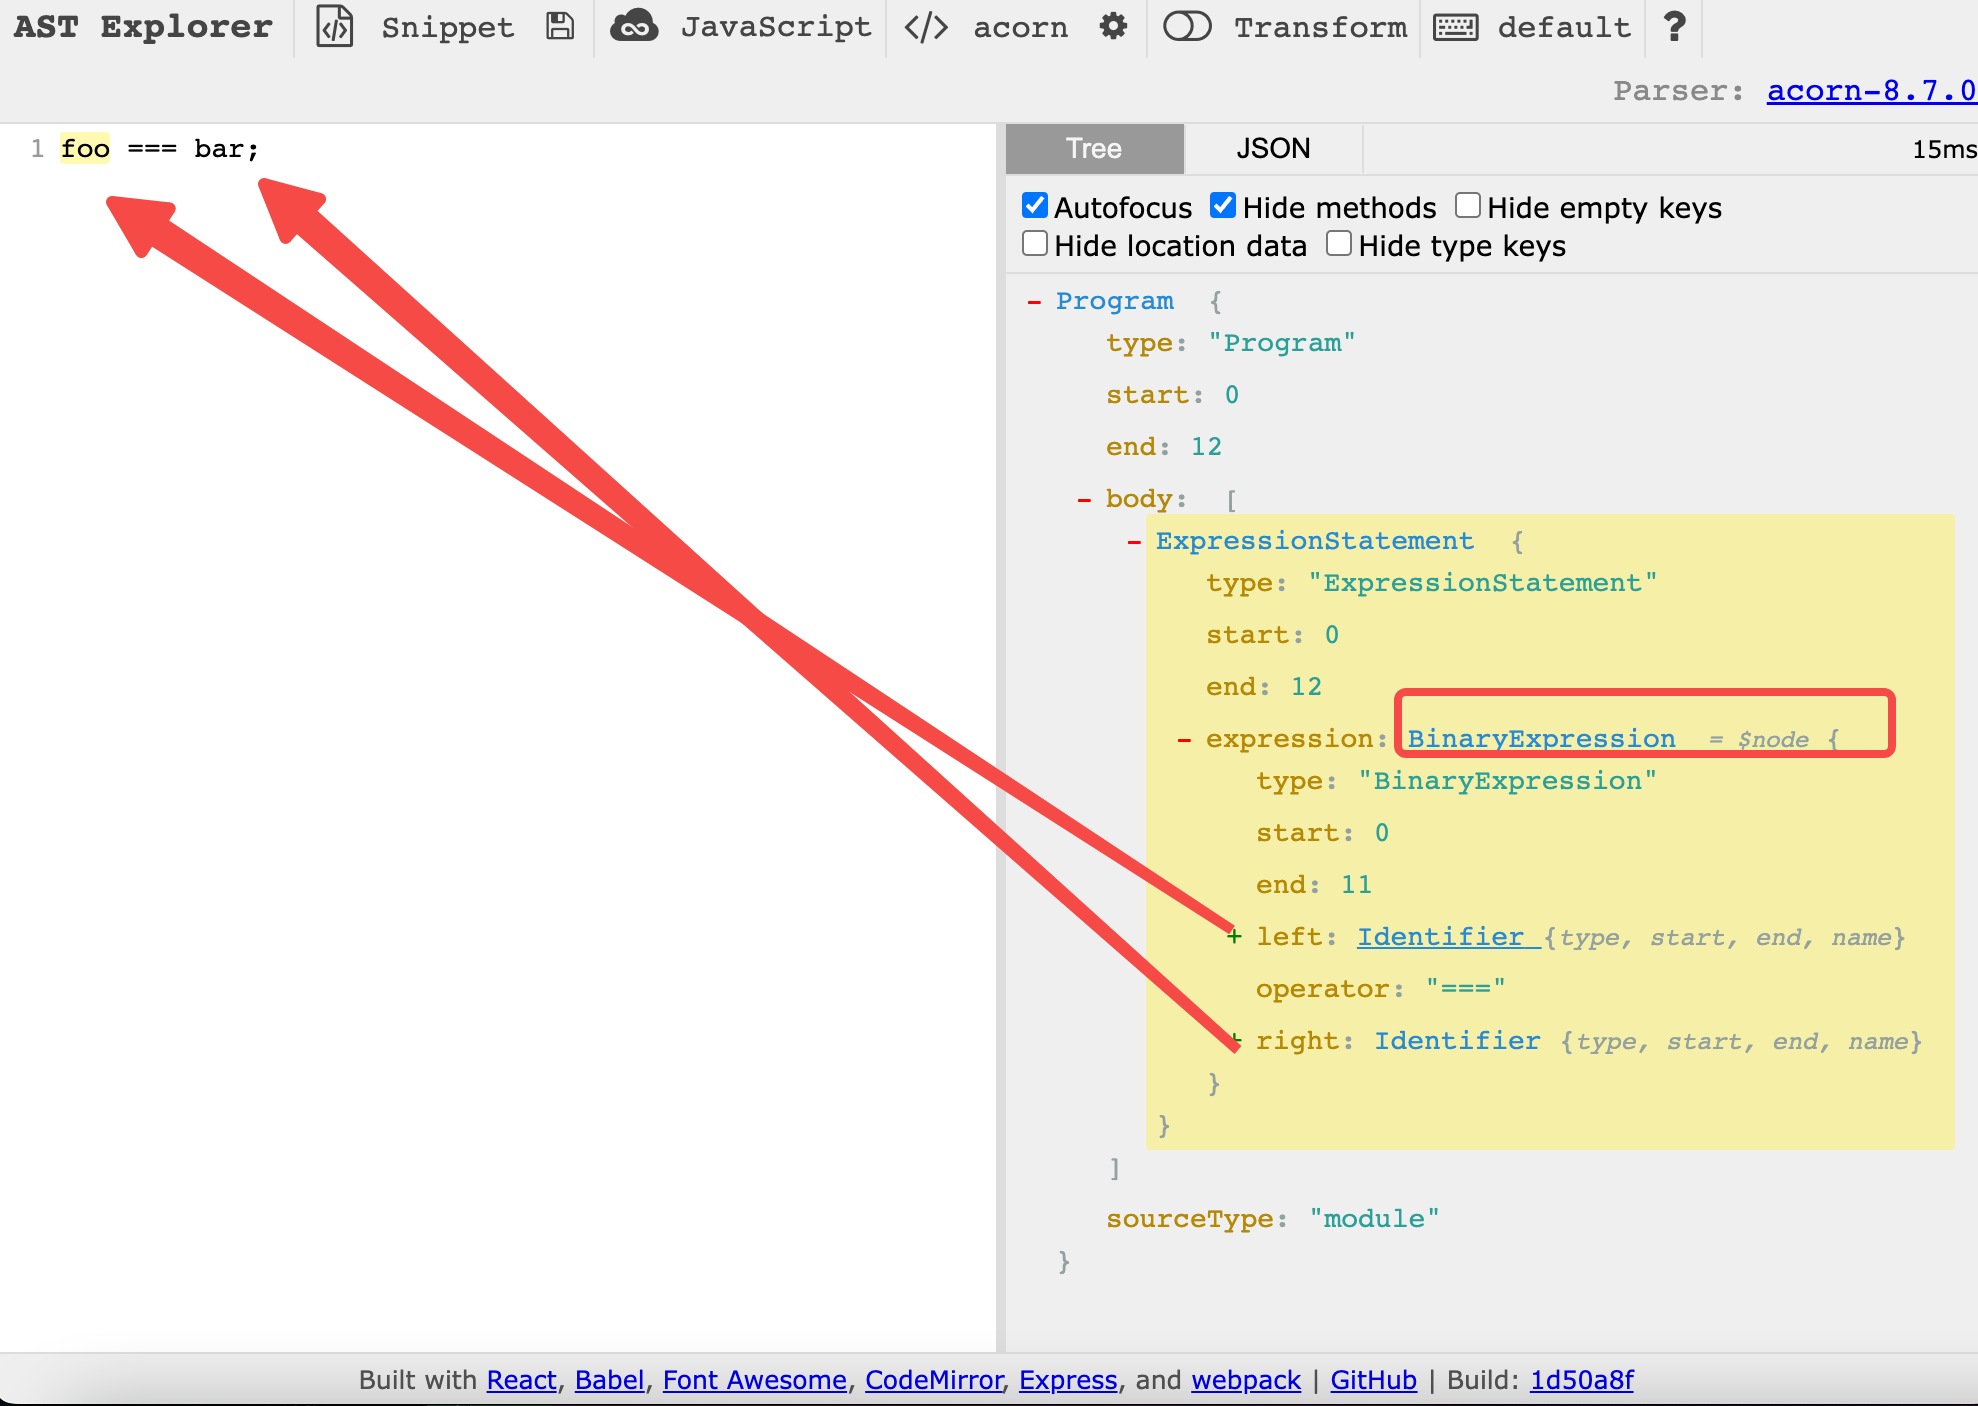 AST Explorer Snippet JavaScript </> acorn Transform default ?
Parser: acorn-8.7.0
1 foo === bar;
Tree JSON 15ms
Autofocus Hide methods Hide empty keys
Hide location data Hide type keys
- Program {
type: "Program"
start: 0
end: 12
- body: [
- ExpressionStatement {
type: "ExpressionStatement"
start: 0
end: 12
- expression: BinaryExpression = $node {
type: "BinaryExpression"
start: 0
end: 11
+ left: Identifier {type, start, end, name}
operator: "==="
+ right: Identifier {type, start, end, name}
}
}
]
sourceType: "module"
}
Built with React, Babel, Font Awesome, CodeMirror, Express, and webpack | GitHub | Build: 1d50a8f